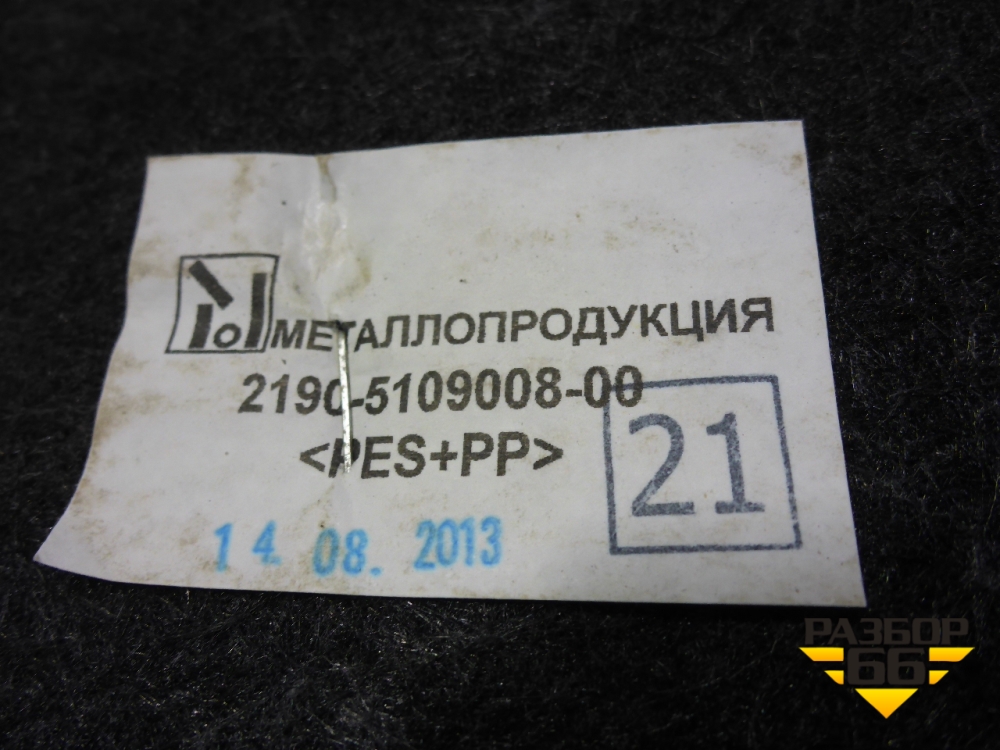 МЕТАЛЛОПРОДУКЦИЯ
2190-5109008-00
<PES+PP>
21
14. 08. 2013
РАЗБОР
66